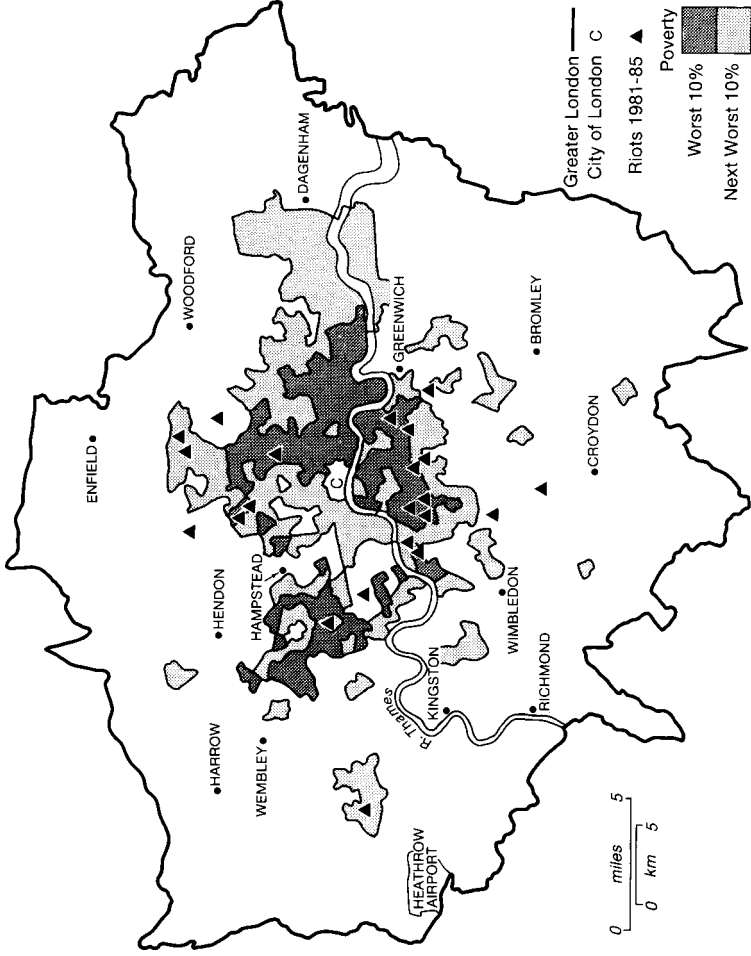 ENFIELD
WOODFORD
HARROW
HENDON
WEMBLEY
HAMPSTEAD
DAGENHAM
C
HEATHROW
AIRPORT
R. Thames
GREENWICH
KINGSTON
RICHMOND
WIMBLEDON
BROMLEY
CROYDON
0 miles 5
0 km 5
Greater London
City of London C
Riots 1981-85
Poverty
Worst 10%
Next Worst 10%